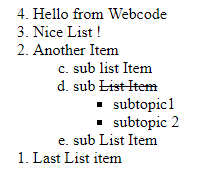 4. Hello from Webcode
3. Nice List !
2. Another Item
c. sub list Item
d. sub List Item
▪ subtopic1
▪ subtopic 2
e. sub List Item
1. Last List item